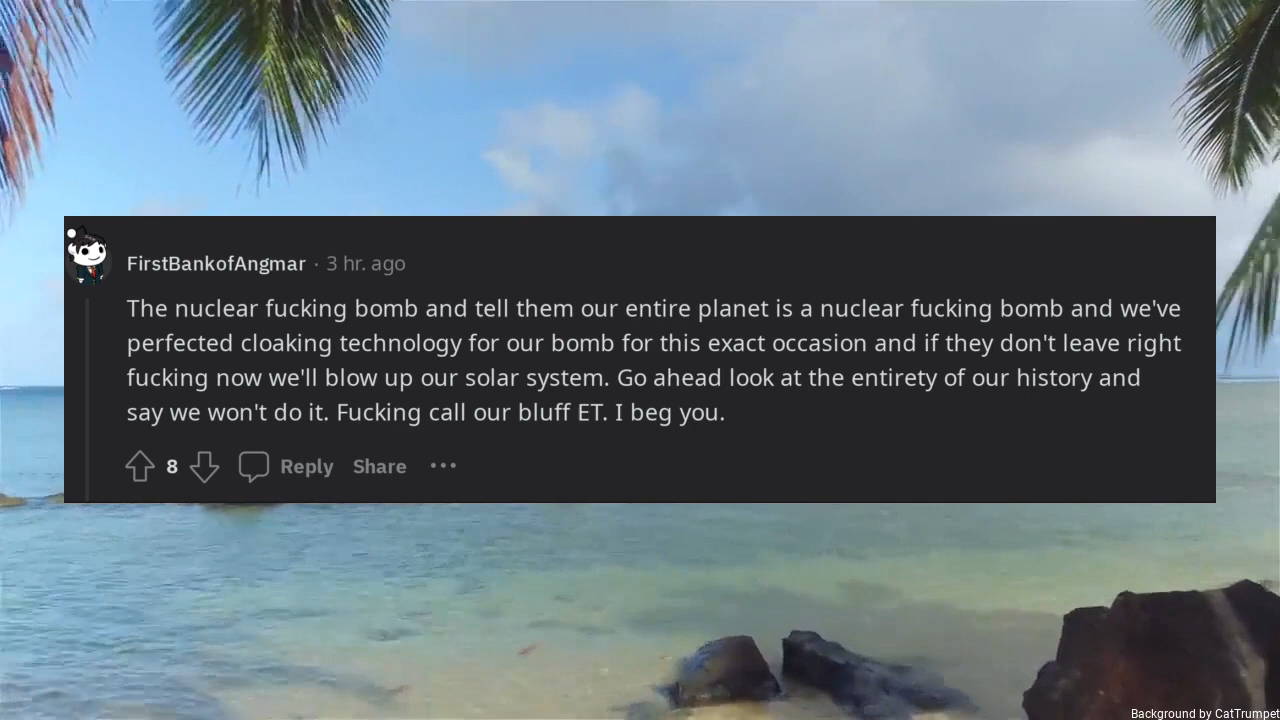 FirstBankofAngmar · 3 hr. ago
The nuclear fucking bomb and tell them our entire planet is a nuclear fucking bomb and we've
perfected cloaking technology for our bomb for this exact occasion and if they don't leave right
fucking now we'll blow up our solar system. Go ahead look at the entirety of our history and
say we won't do it. Fucking call our bluff ET. I beg you.
8 Reply Share •••
Background by CatTrumpet